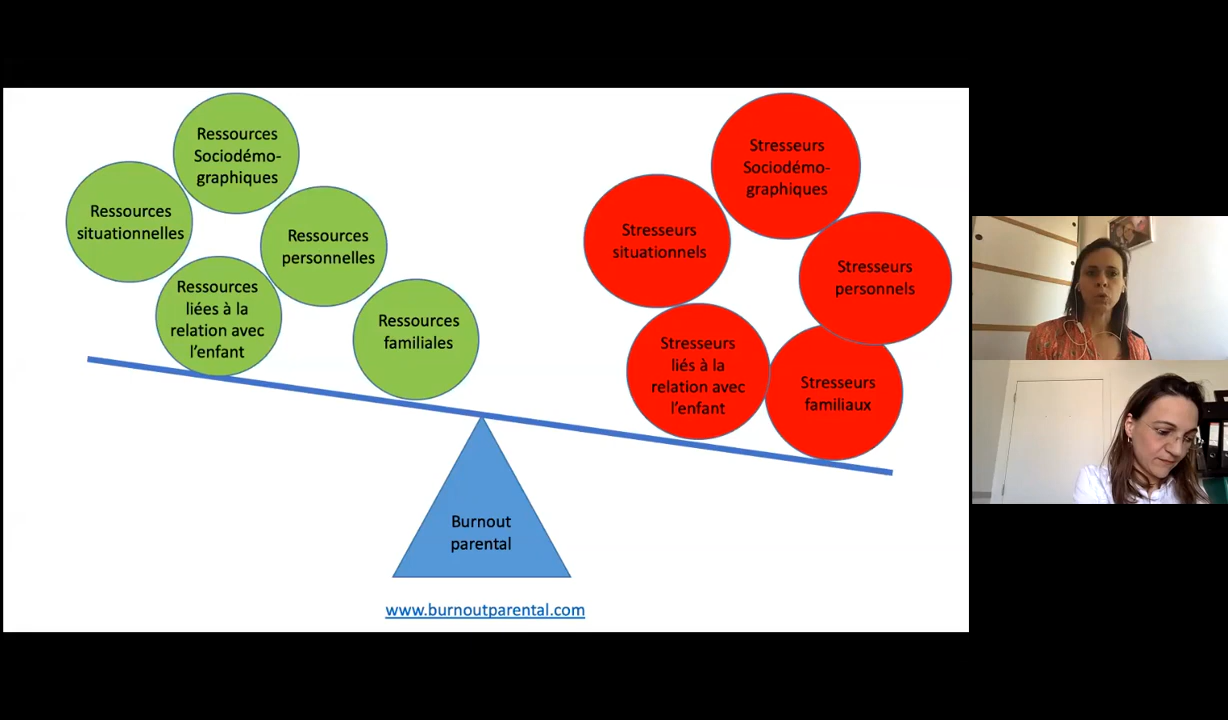 Ressources
Sociodémo-
graphiques
Ressources
situationnelles
Ressources
personnelles
Ressources
liées à la
relation avec
l'enfant
Ressources
familiales
Stresseurs
Sociodémo-
graphiques
Stresseurs
situationnels
Stresseurs
personnels
Stresseurs
liés à la
relation avec
l'enfant
Stresseurs
familiaux
Burnout
parental
www.burnoutparental.com